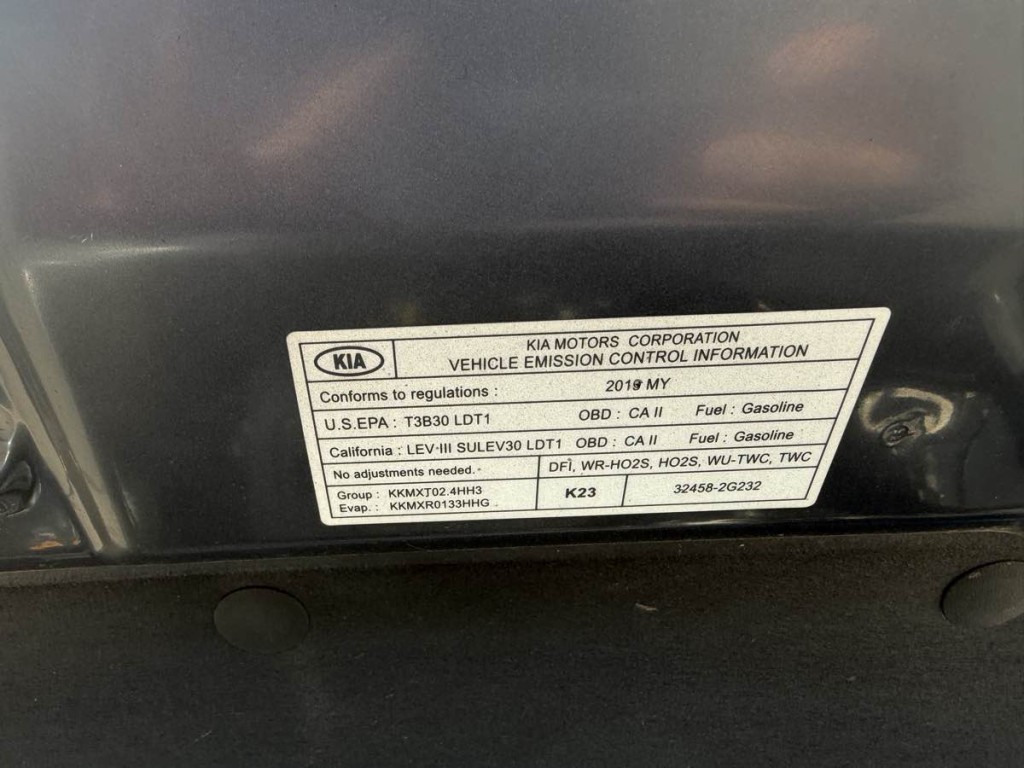 KIA
KIA MOTORS CORPORATION
VEHICLE EMISSION CONTROL INFORMATION
Conforms to regulations : 2019 MY
U.S.EPA : T3B30 LDT1 OBD : CA II Fuel : Gasoline
California : LEV-III SULEV30 LDT1 OBD : CA II Fuel : Gasoline
No adjustments needed. DFI, WR-HO2S, HO2S, WU-TWC, TWC
Group : KKMXT02.4HH3
Evap. : KKMXR0133HHG
K23 32458-2G232